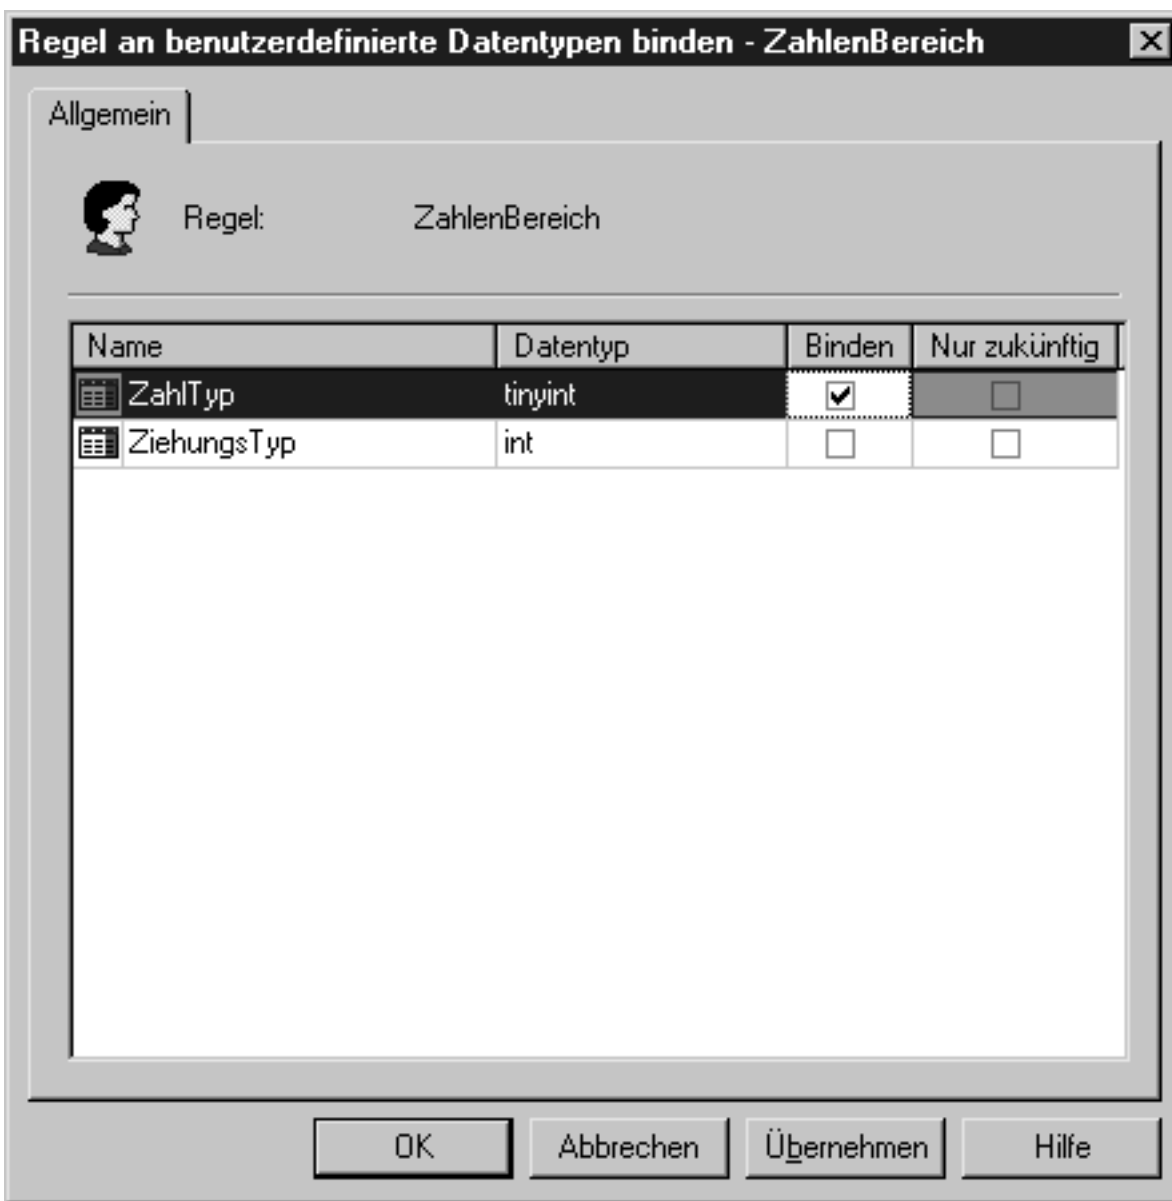 Regel an benutzerdefinierte Datentypen binden - ZahlenBereich
Allgemein
Regel: ZahlenBereich
Name Datentyp Binden Nur zukünftig
ZahlTyp tinyint
ZiehungsTyp int
OK Abbrechen Übernehmen Hilfe